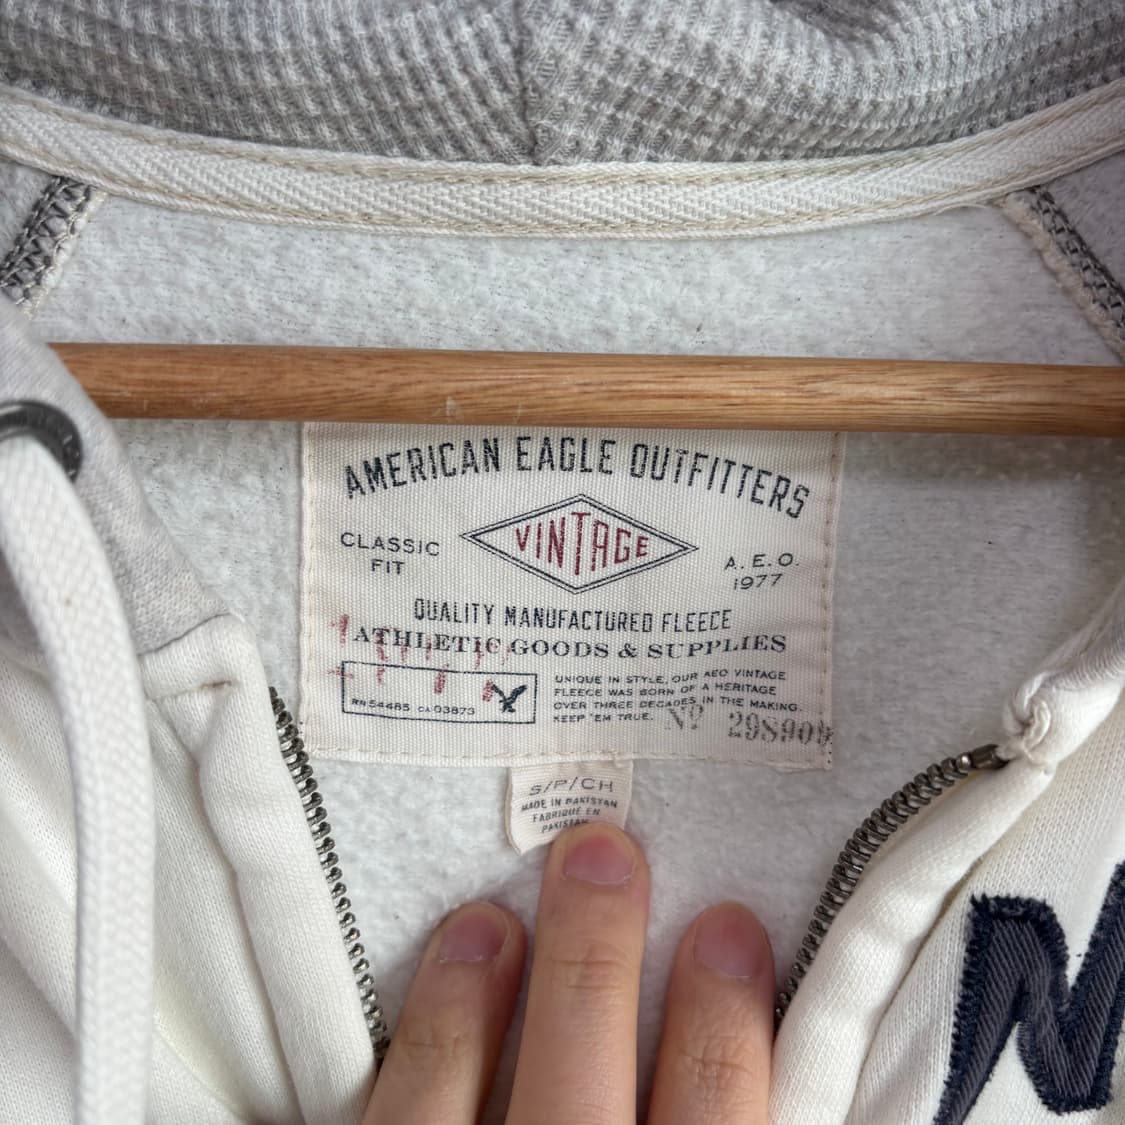 AMERICAN EAGLE OUTFITTERS
CLASSIC
FIT
VINTAGE
A. E. O.
1977
QUALITY MANUFACTURED FLEECE
ATHLETIC GOODS & SUPPLIES
RN 54485 CA 03873
UNIQUE IN STYLE, OUR AEO VINTAGE
FLEECE WAS BORN OF A HERITAGE
OVER THREE DECADES IN THE MAKING.
KEEP 'EM TRUE.
Nº 298909
S/P/CH
MADE IN PAKISTAN
FABRIQUÉ EN
PAKISTAN